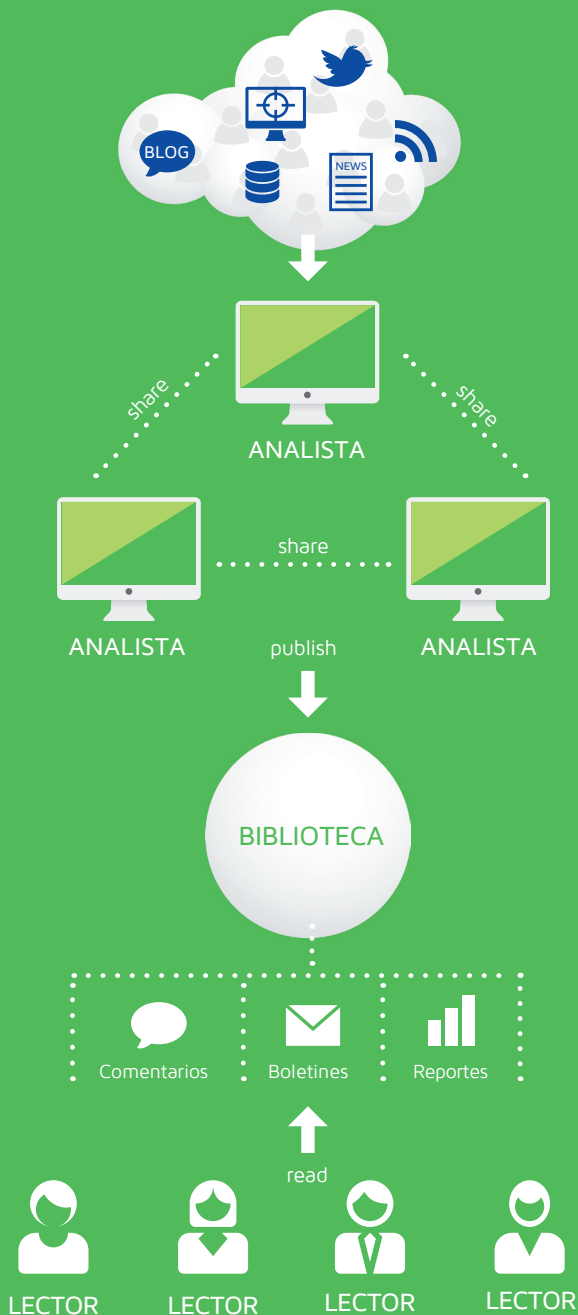 BLOG
NEWS
share
share
ANALISTA
share
ANALISTA
publish
ANALISTA
BIBLIOTECA
Comentarios
Boletines
Reportes
read
LECTOR
LECTOR
LECTOR
LECTOR